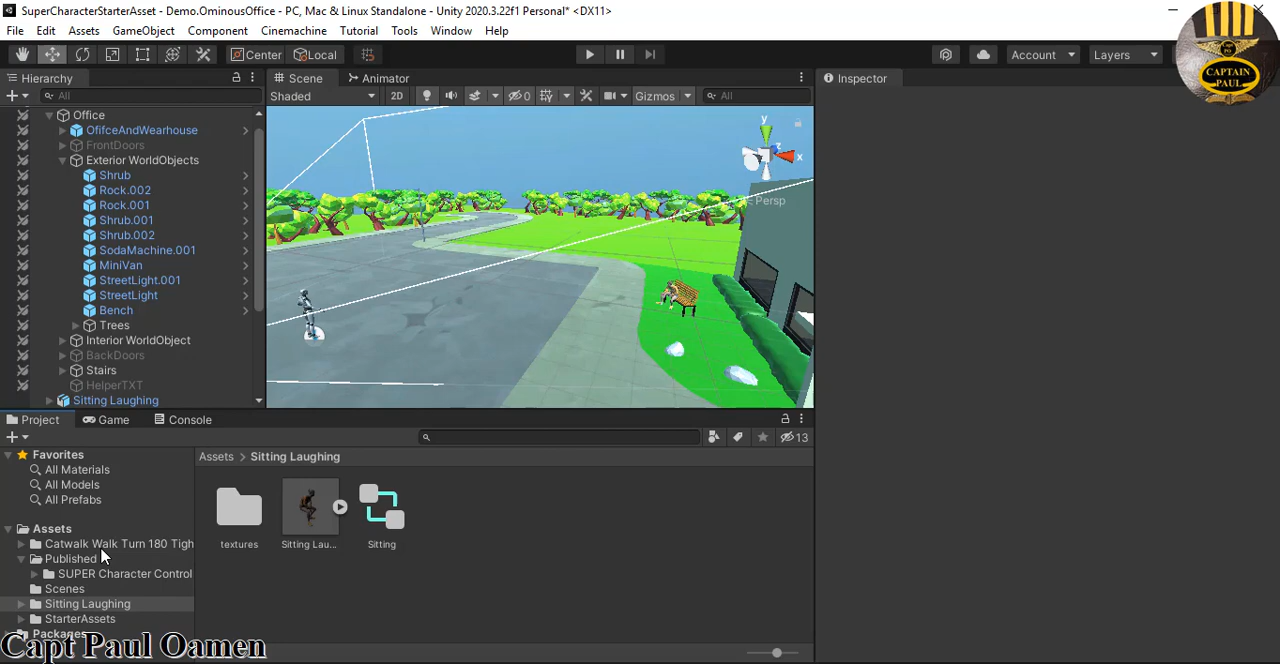 SuperCharacterStarterAsset - Demo.OminousOffice - PC, Mac & Linux Standalone - Unity 2020.3.22f1 Personal* <DX11>
File Edit Assets GameObject Component Cinemachine Tutorial Tools Window Help
Center Local Account Layers
CAPTAIN
PAUL
Hierarchy Scene Animator Inspector
All Shaded 2D 0 Gizmos All
Office
OfifceAndWearhouse
FrontDoors
Exterior WorldObjects
Shrub
Rock.002
Rock.001
Shrub.001
Shrub.002
SodaMachine.001
MiniVan
StreetLight.001
StreetLight
Bench
Trees
Interior WorldObject
BackDoors
Stairs
HelperTXT
Sitting Laughing
y
z
x
Persp
Project Game Console
13
Favorites
All Materials
All Models
All Prefabs
Assets
Catwalk Walk Turn 180 Tigh
Published
SUPER Character Control
Scenes
Sitting Laughing
StarterAssets
Packages
Assets > Sitting Laughing
textures Sitting Lau... Sitting
Capt Paul Oamen